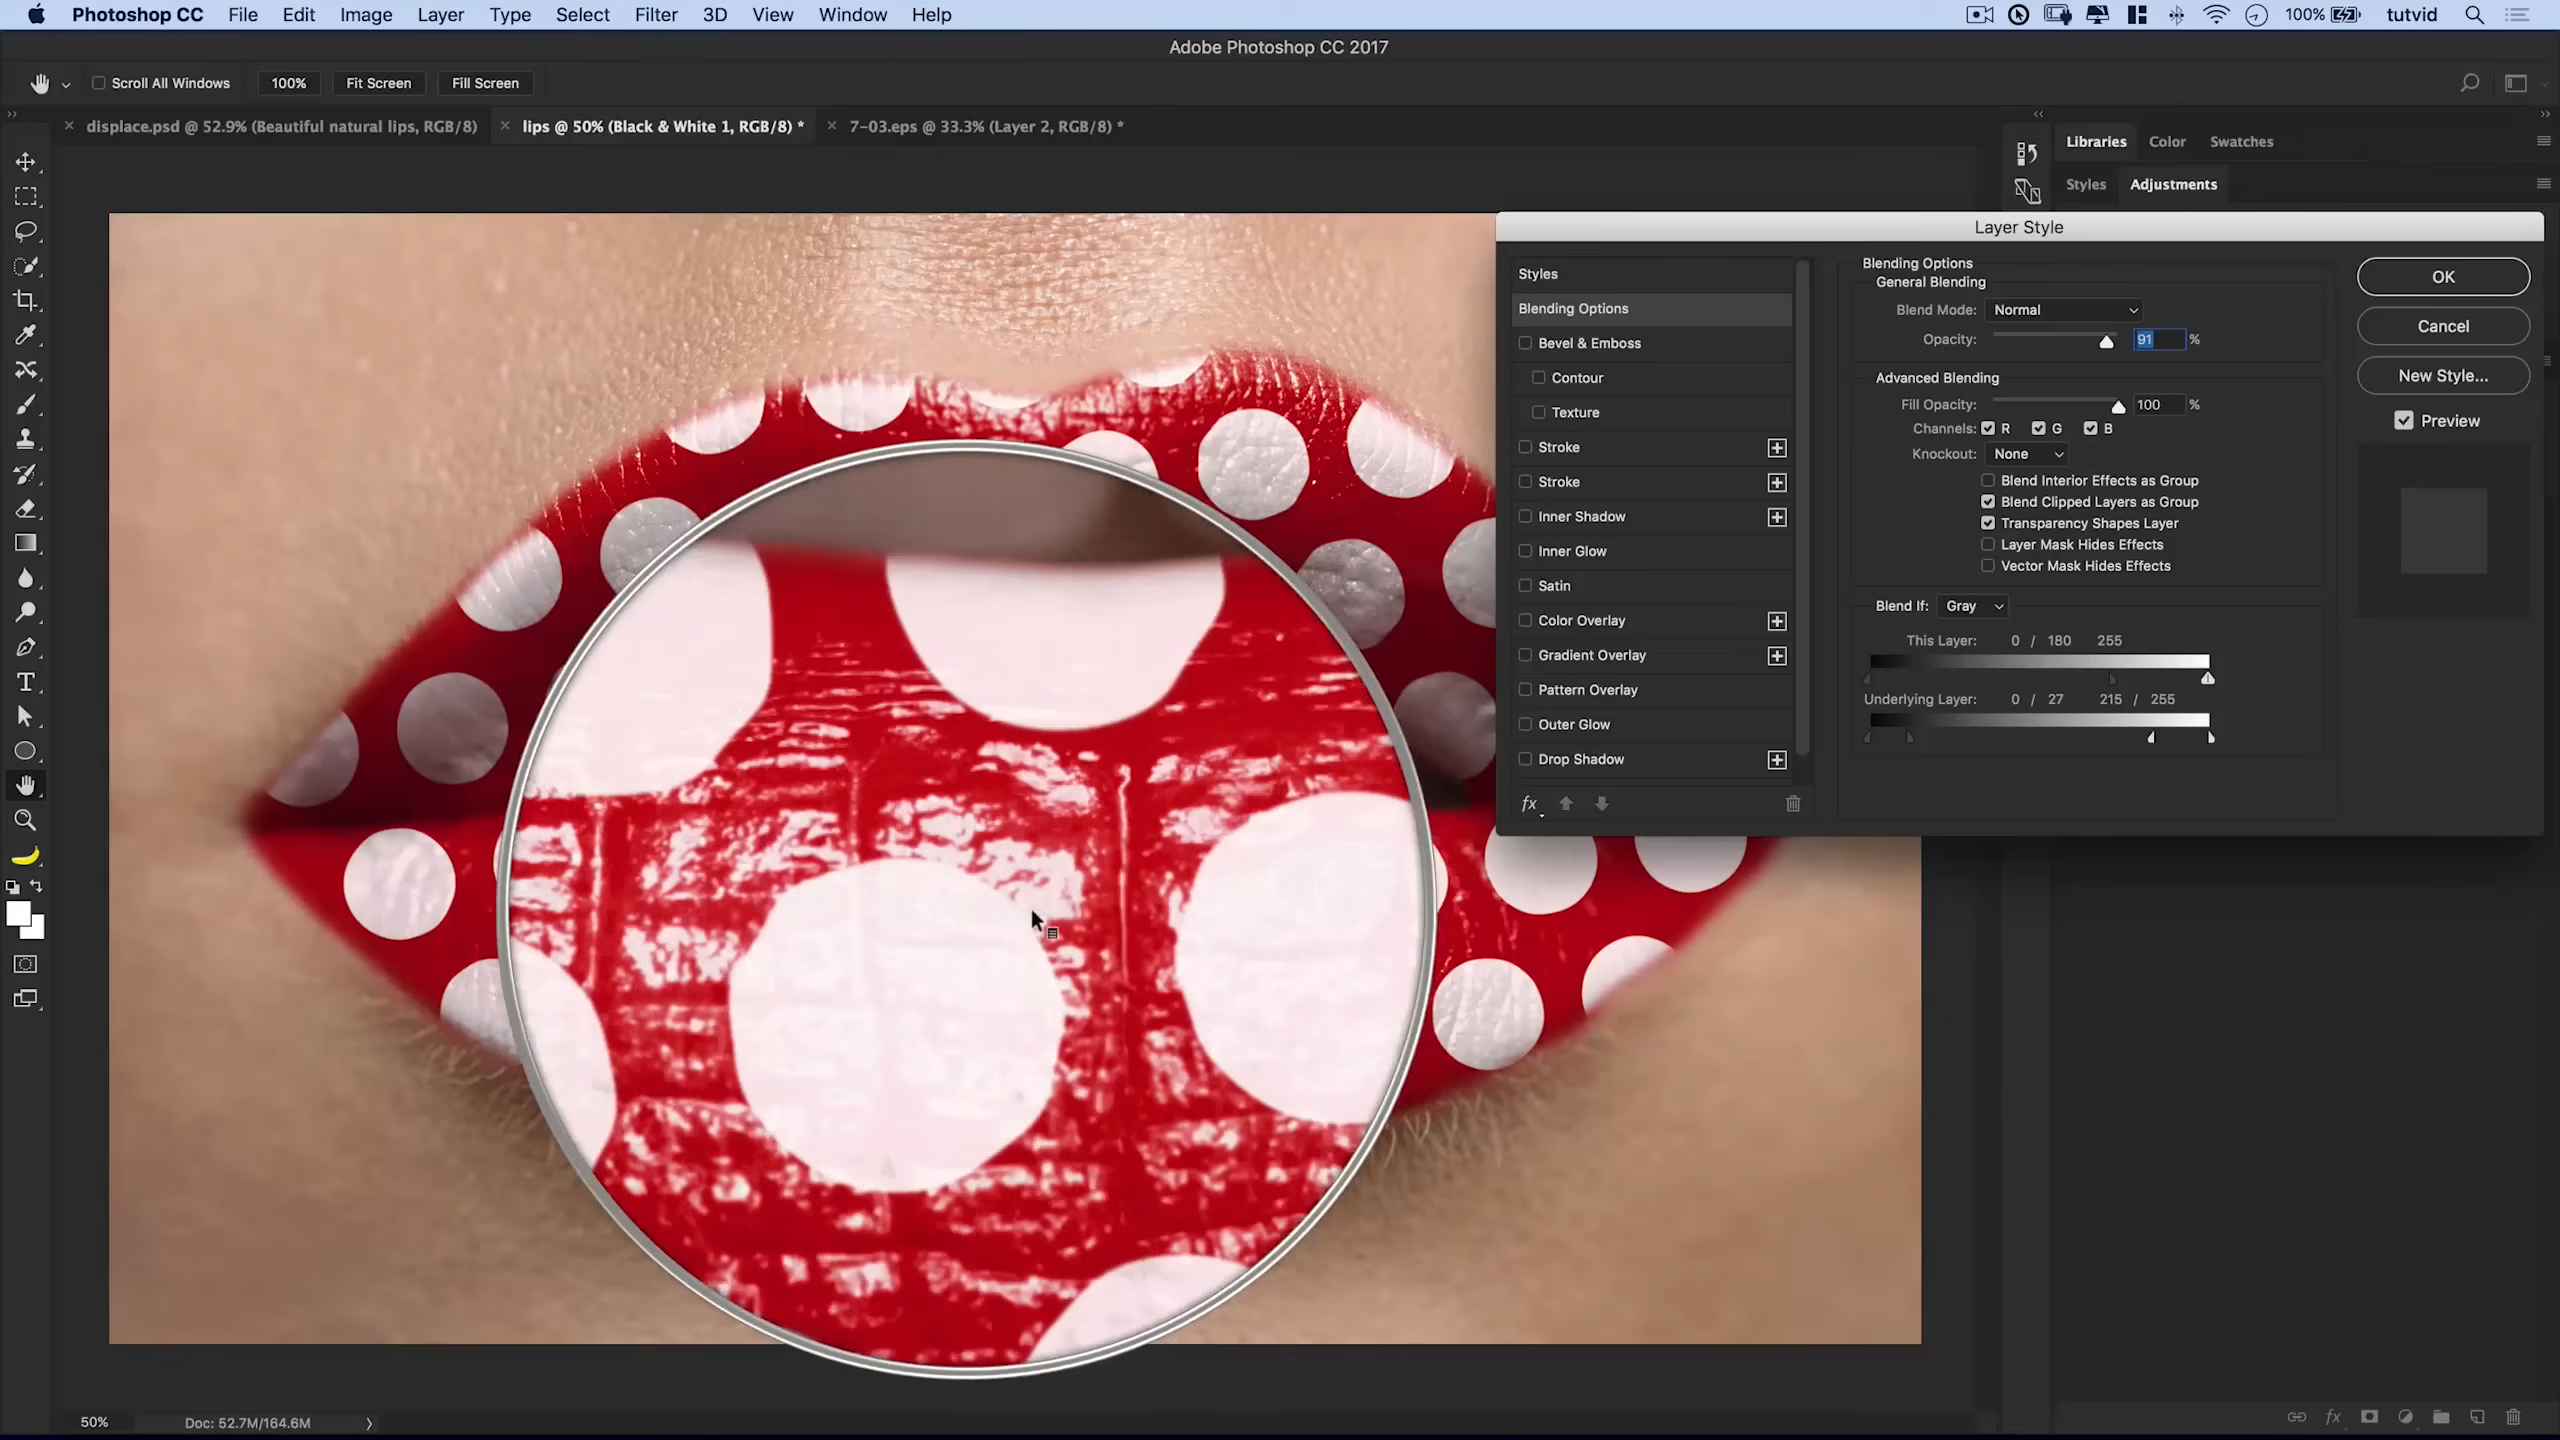 Photoshop CC File Edit Image Layer Type Select Filter 3D View Window Help 100% tutvid
Adobe Photoshop CC 2017
Scroll All Windows 100% Fit Screen Fill Screen
displace.psd @ 52.9% (Beautiful natural lips, RGB/8) lips @ 50% (Black & White 1, RGB/8) * 7-03.eps @ 33.3% (Layer 2, RGB/8) *
Libraries Color Swatches
Styles Adjustments
Layer Style
Styles
Blending Options
Bevel & Emboss
Contour
Texture
Stroke
Stroke
Inner Shadow
Inner Glow
Satin
Color Overlay
Gradient Overlay
Pattern Overlay
Outer Glow
Drop Shadow
fx
Blending Options
General Blending
Blend Mode: Normal
Opacity: 91 %
Advanced Blending
Fill Opacity: 100 %
Channels: R G B
Knockout: None
Blend Interior Effects as Group
Blend Clipped Layers as Group
Transparency Shapes Layer
Layer Mask Hides Effects
Vector Mask Hides Effects
Blend If: Gray
This Layer: 0 / 180 255
Underlying Layer: 0 / 27 215 / 255
OK
Cancel
New Style...
Preview
T
50% Doc: 52.7M/164.6M
fx